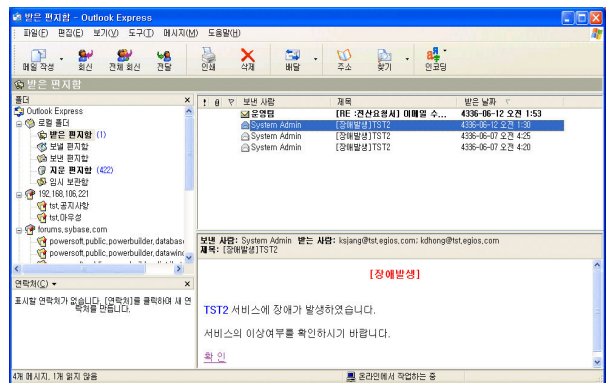 받은 편지함 - Outlook Express
파일(F) 편집(E) 보기(V) 도구(T) 메시지(M) 도움말(H)
메일 작성 회신 전체 회신 전달 인쇄 삭제 배달 주소 찾기 인코딩
받은 편지함
폴더
Outlook Express
로컬 폴더
받은 편지함 (1)
보낼 편지함
보낸 편지함
지운 편지함 (422)
임시 보관함
192.168.106.221
tst.공지사항
tst.아우성
forums.sybase.com
powersoft.public.powerbuilder.databas
powersoft.public.powerbuilder.datawind
연락처(C)
표시할 연락처가 없습니다. [연락처]를 클릭하여 새 연
락처를 만듭니다.
보낸 사람 제목 받은 날짜
운영팀 [RE :전산요청서] 이메일 수... 4336-06-12 오전 1:53
System Admin [장애발생]TST2 4336-06-12 오전 1:30
System Admin [장애발생]TST2 4336-06-07 오전 4:25
System Admin [장애발생]TST2 4336-06-07 오전 4:20
보낸 사람: System Admin 받는 사람: ksjang@tst.egios.com; kdhong@tst.egios.com
제목: [장애발생]TST2
[장애발생]
TST2 서비스에 장애가 발생하였습니다.
서비스의 이상여부를 확인하시기 바랍니다.
확 인
4개 메시지, 1개 읽지 않음
온라인에서 작업하는 중